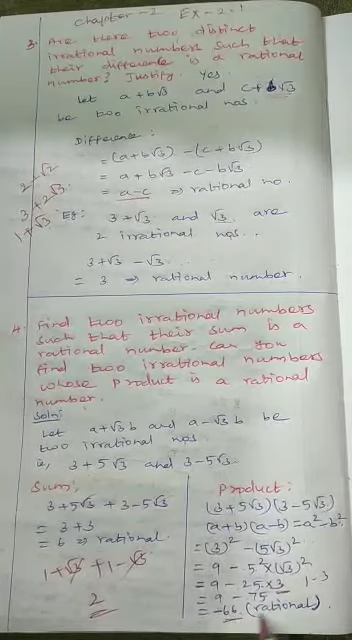 Chapter-2 Ex-2.1
3. Are there two distinct
irrational numbers such that
their difference is a rational
number? Justify. Yes
Let a+b√3 and c+b√3
be two irrational nos.
Difference:
= (a+b√3) -(c+b√3)
= a+b√3 -c-b√3
= a-c ⇒ rational no.
2-√2
3+2√3
1+√3
Eg: 3+√3 and √3 are
2 irrational nos..
3+√3 -√3..
= 3 ⇒ rational number.
4. Find two irrational numbers
such that their sum is a
rational number. Can you
find two irrational numbers
whose product is a rational
number.
Soln:
Let a+√3b and a-√3b be
two irrational nos.
ie, 3+5√3 and 3-5√3
Sum:
3+5√3 +3-5√3
= 3+3
= 6 ⇒ rational.
1+√3 +1-√3
2
Product:
(3+5√3)(3-5√3)
(a+b)(a-b)=a²-b²
= (3)² -(5√3)²
= 9 - 5²×(√3)²
= 9 - 25×3 1-3
= 9 - 75
= -66 (rational).